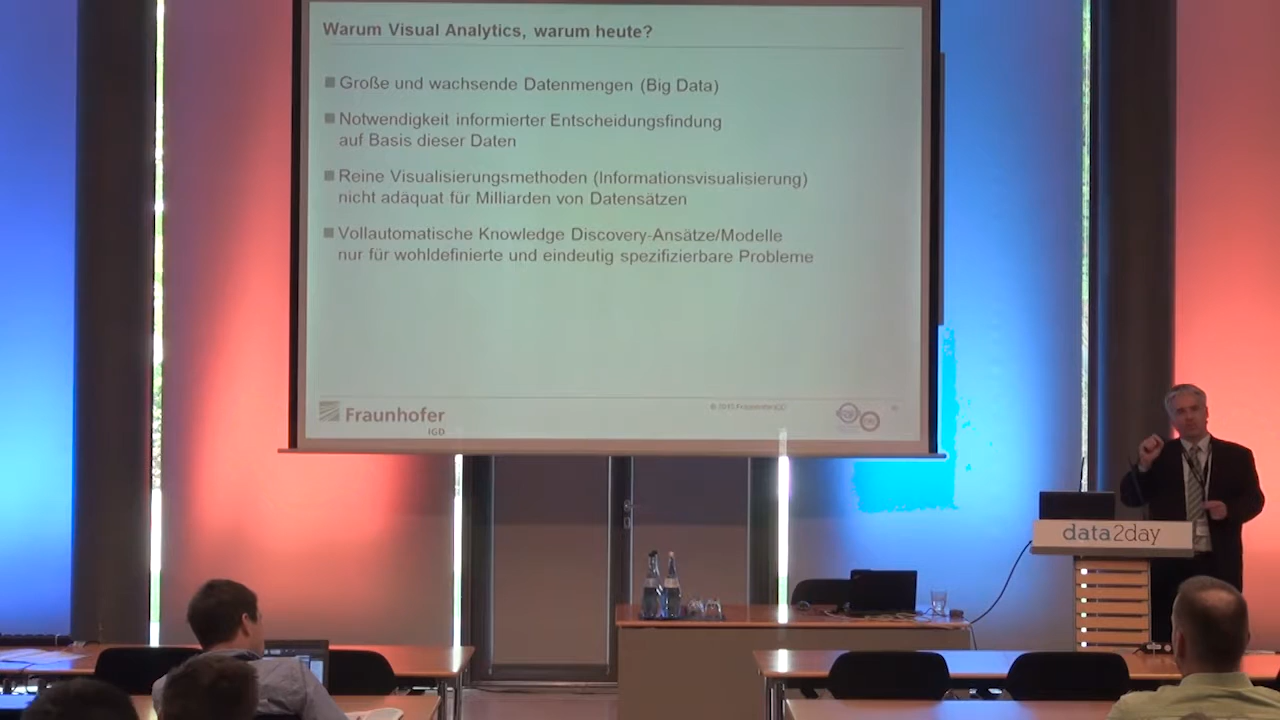 Warum Visual Analytics, warum heute?
Große und wachsende Datenmengen (Big Data)
Notwendigkeit informierter Entscheidungsfindung
auf Basis dieser Daten
Reine Visualisierungsmethoden (Informationsvisualisierung)
nicht adäquat für Milliarden von Datensätzen
Vollautomatische Knowledge Discovery-Ansätze/Modelle
nur für wohldefinierte und eindeutig spezifizierbare Probleme
Fraunhofer
IGD
Fraunhofer IGD
data2day